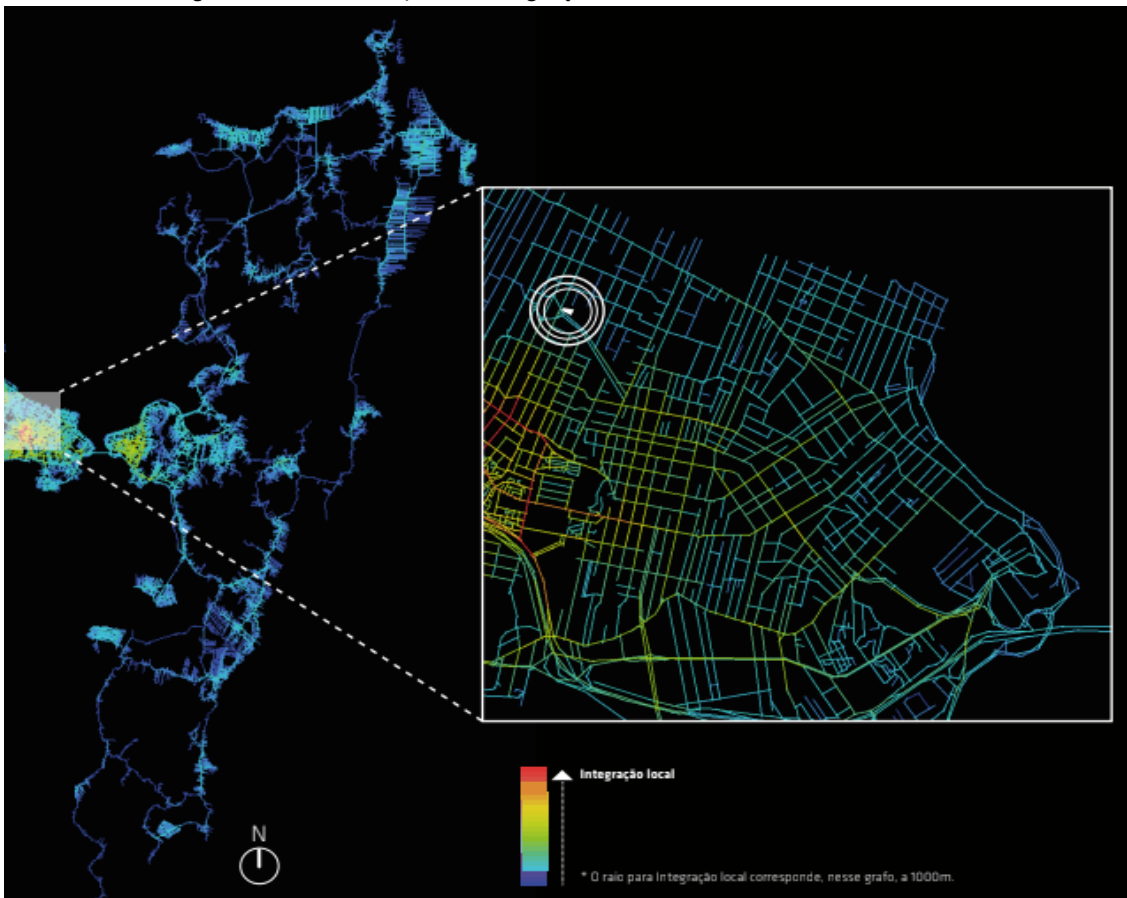 Integração local
N
* O raio para Integração local corresponde, nesse grafo, a 1000m.